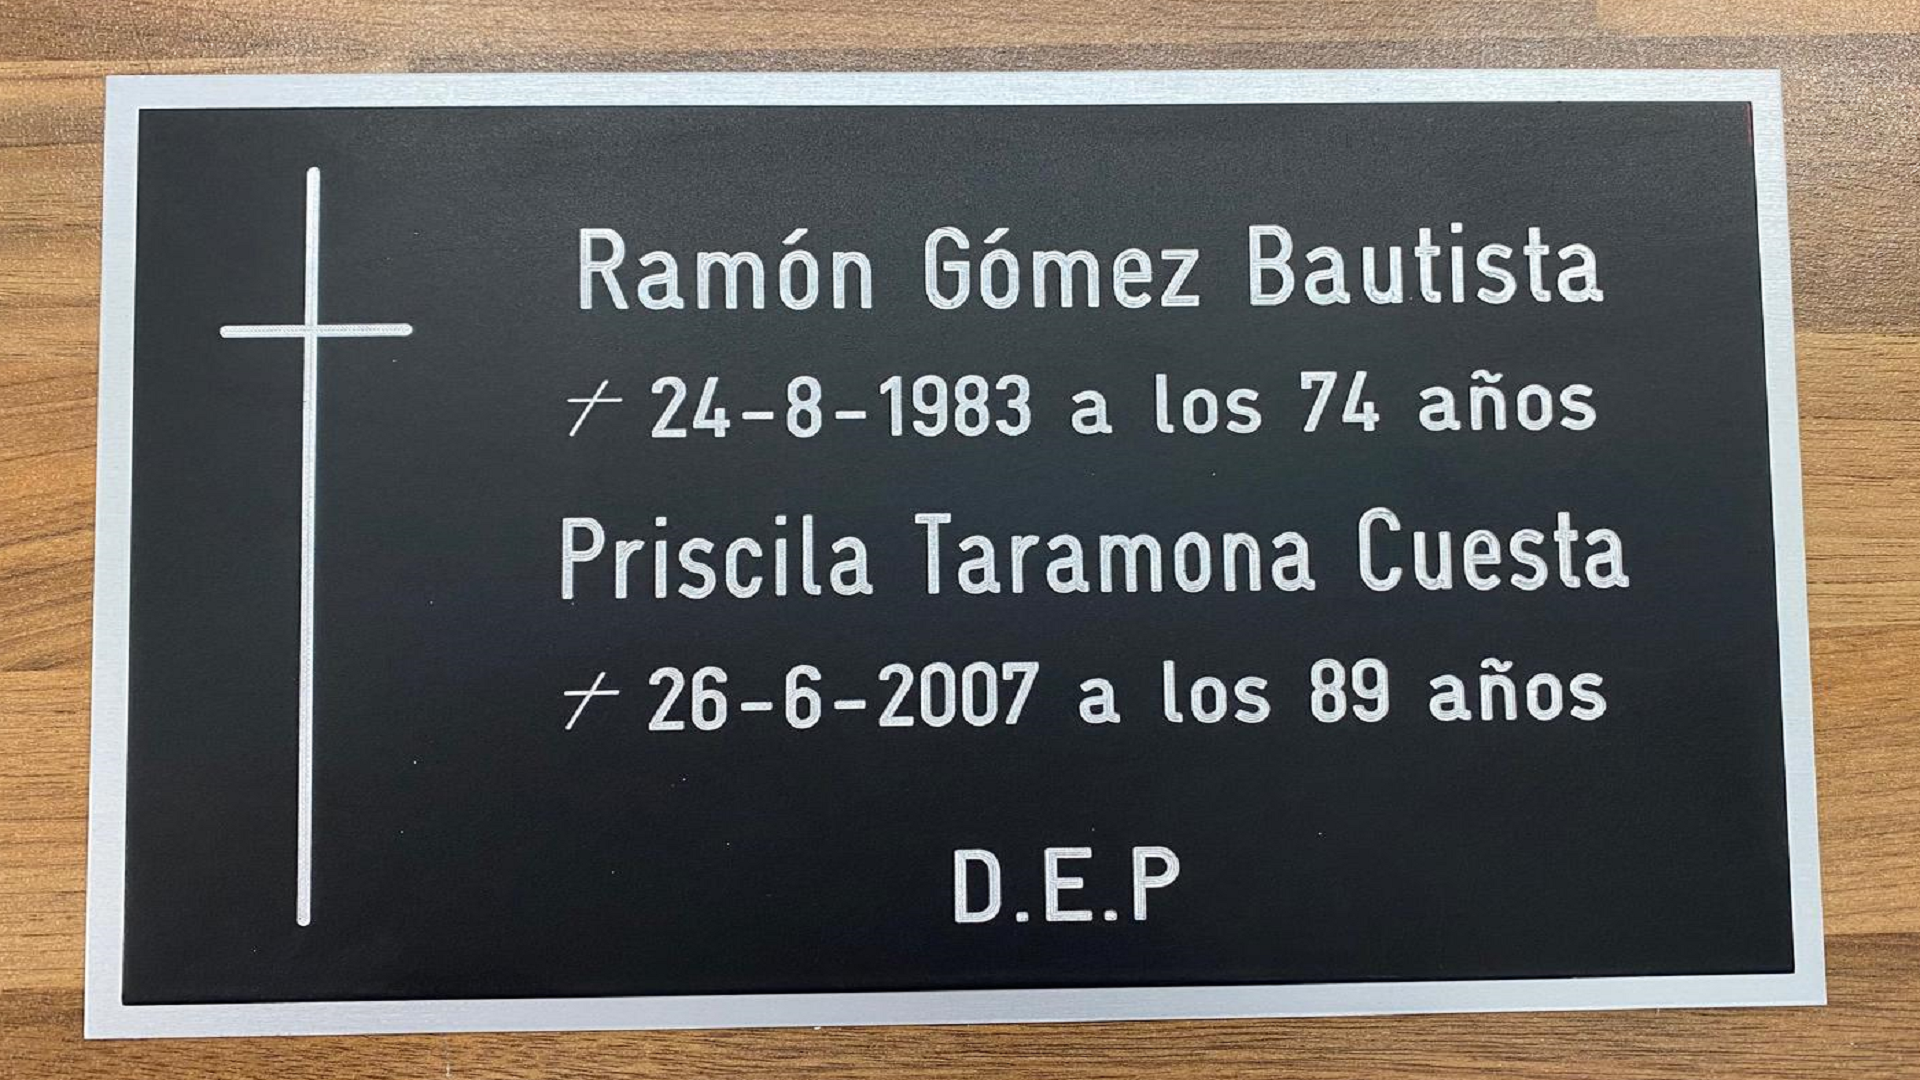 Ramón Gómez Bautista
† 24-8-1983 a los 74 años
Priscila Taramona Cuesta
† 26-6-2007 a los 89 años
D.E.P